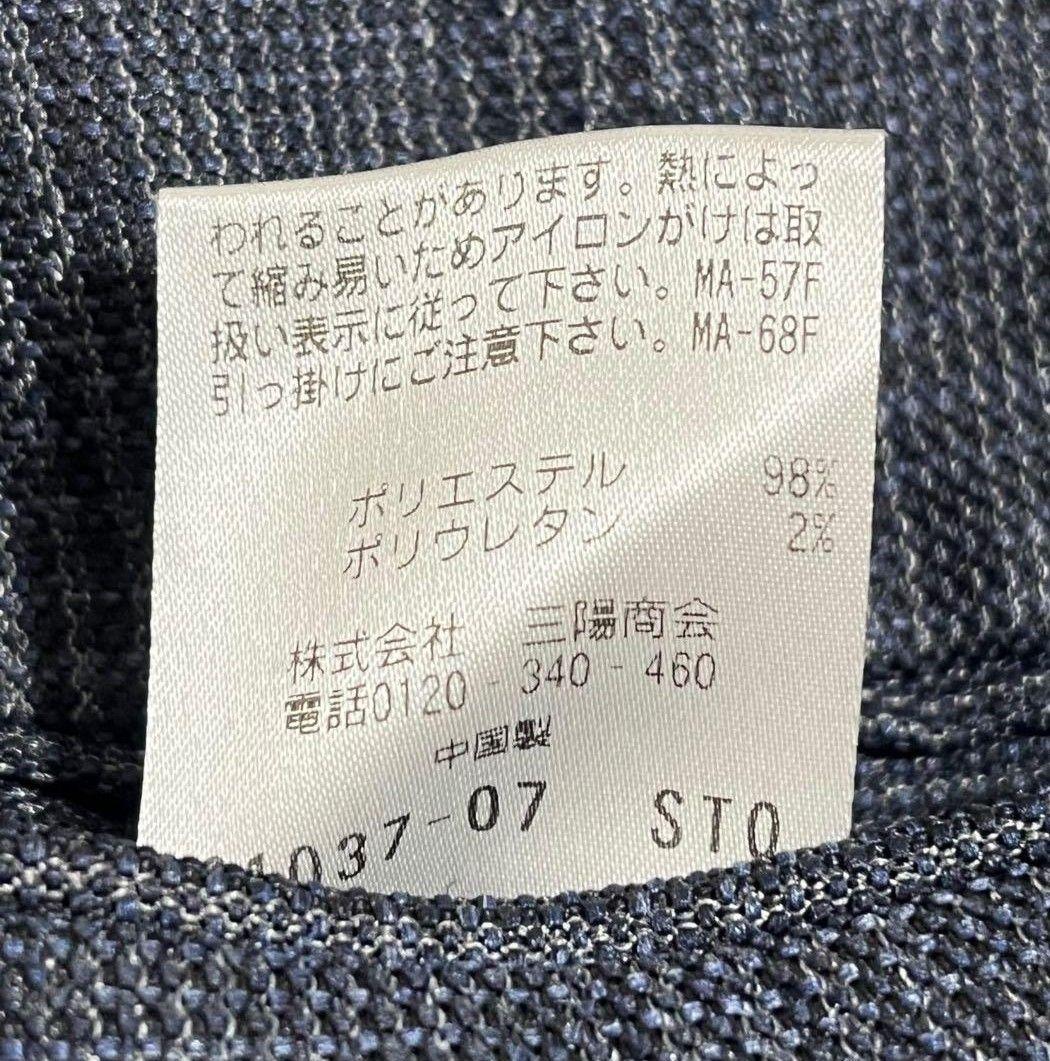 われることがあります。熱によっ
て縮み易いためアイロンがけは取
扱い表示に従って下さい。MA-57F
引っ掛けにご注意下さい。MA-68F
ポリエステル 98%
ポリウレタン 2%
株式会社 三陽商会
電話0120-340-460
中国製
1037-07 STQ